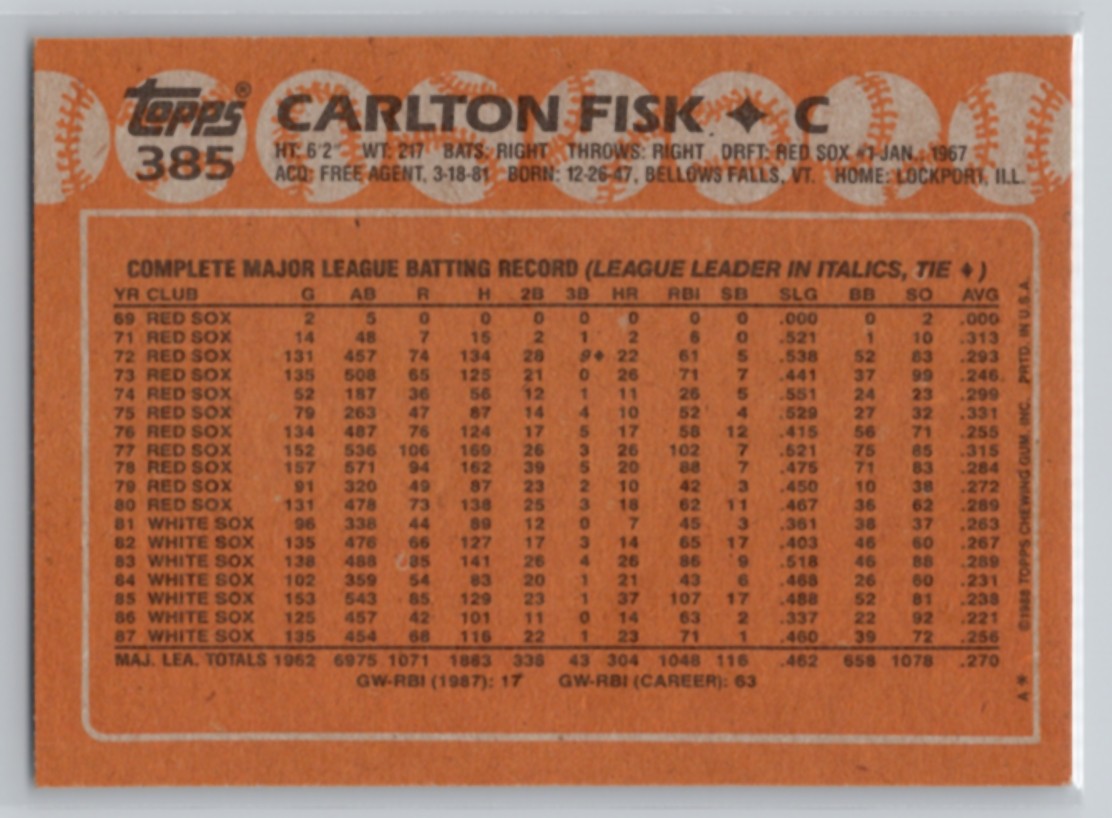 topps® CARLTON FISK ✦ C
385
HT: 6'2" WT: 217 BATS: RIGHT THROWS: RIGHT DRFT: RED SOX #1-JAN., 1967
ACQ: FREE AGENT, 3-18-81 BORN: 12-26-47, BELLOWS FALLS, VT. HOME: LOCKPORT, ILL.
COMPLETE MAJOR LEAGUE BATTING RECORD (LEAGUE LEADER IN ITALICS, TIE ♦)
YR CLUB G AB R H 2B 3B HR RBI SB SLG BB SO AVG
69 RED SOX 2 5 0 0 0 0 0 0 0 .000 0 2 .000
71 RED SOX 14 48 7 15 2 1 2 6 0 .521 1 10 .313
72 RED SOX 131 457 74 134 28 9♦ 22 61 5 .538 52 83 .293
73 RED SOX 135 508 65 125 21 0 26 71 7 .441 37 99 .246
74 RED SOX 52 187 36 56 12 1 11 26 5 .551 24 23 .299
75 RED SOX 79 263 47 87 14 4 10 52 4 .529 27 32 .331
76 RED SOX 134 487 76 124 17 5 17 58 12 .415 56 71 .255
77 RED SOX 152 536 106 169 26 3 26 102 7 .521 75 85 .315
78 RED SOX 157 571 94 162 39 5 20 88 7 .475 71 83 .284
79 RED SOX 91 320 49 87 23 2 10 42 3 .450 10 38 .272
80 RED SOX 131 478 73 138 25 3 18 62 11 .467 36 62 .289
81 WHITE SOX 96 338 44 89 12 0 7 45 3 .361 38 37 .263
82 WHITE SOX 135 476 66 127 17 3 14 65 17 .403 46 60 .267
83 WHITE SOX 138 488 85 141 26 4 26 86 9 .518 46 88 .289
84 WHITE SOX 102 359 54 83 20 1 21 43 6 .468 26 60 .231
85 WHITE SOX 153 543 85 129 23 1 37 107 17 .488 52 81 .238
86 WHITE SOX 125 457 42 101 11 0 14 63 2 .337 22 92 .221
87 WHITE SOX 135 454 68 116 22 1 23 71 1 .460 39 72 .256
MAJ. LEA. TOTALS 1962 6975 1071 1883 338 43 304 1048 116 .462 658 1078 .270
GW-RBI (1987): 17 GW-RBI (CAREER): 63
A* ©1988 TOPPS CHEWING GUM, INC. PRTD. IN U.S.A.